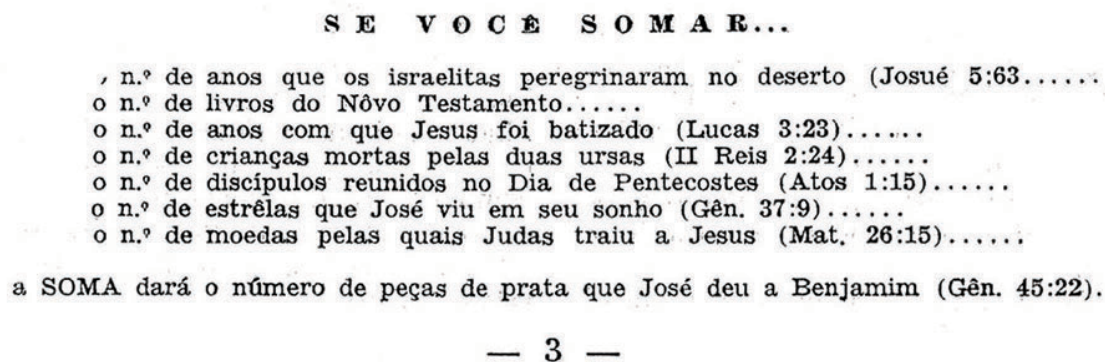 SE VOCÊ SOMAR...
, n.º de anos que os israelitas peregrinaram no deserto (Josué 5:63......
o n.º de livros do Nôvo Testamento......
o n.º de anos com que Jesus foi batizado (Lucas 3:23)......
o n.º de crianças mortas pelas duas ursas (II Reis 2:24)......
o n.º de discípulos reunidos no Dia de Pentecostes (Atos 1:15)......
o n.º de estrêlas que José viu em seu sonho (Gên. 37:9)......
o n.º de moedas pelas quais Judas traiu a Jesus (Mat. 26:15)......
a SOMA dará o número de peças de prata que José deu a Benjamim (Gên. 45:22).
— 3 —